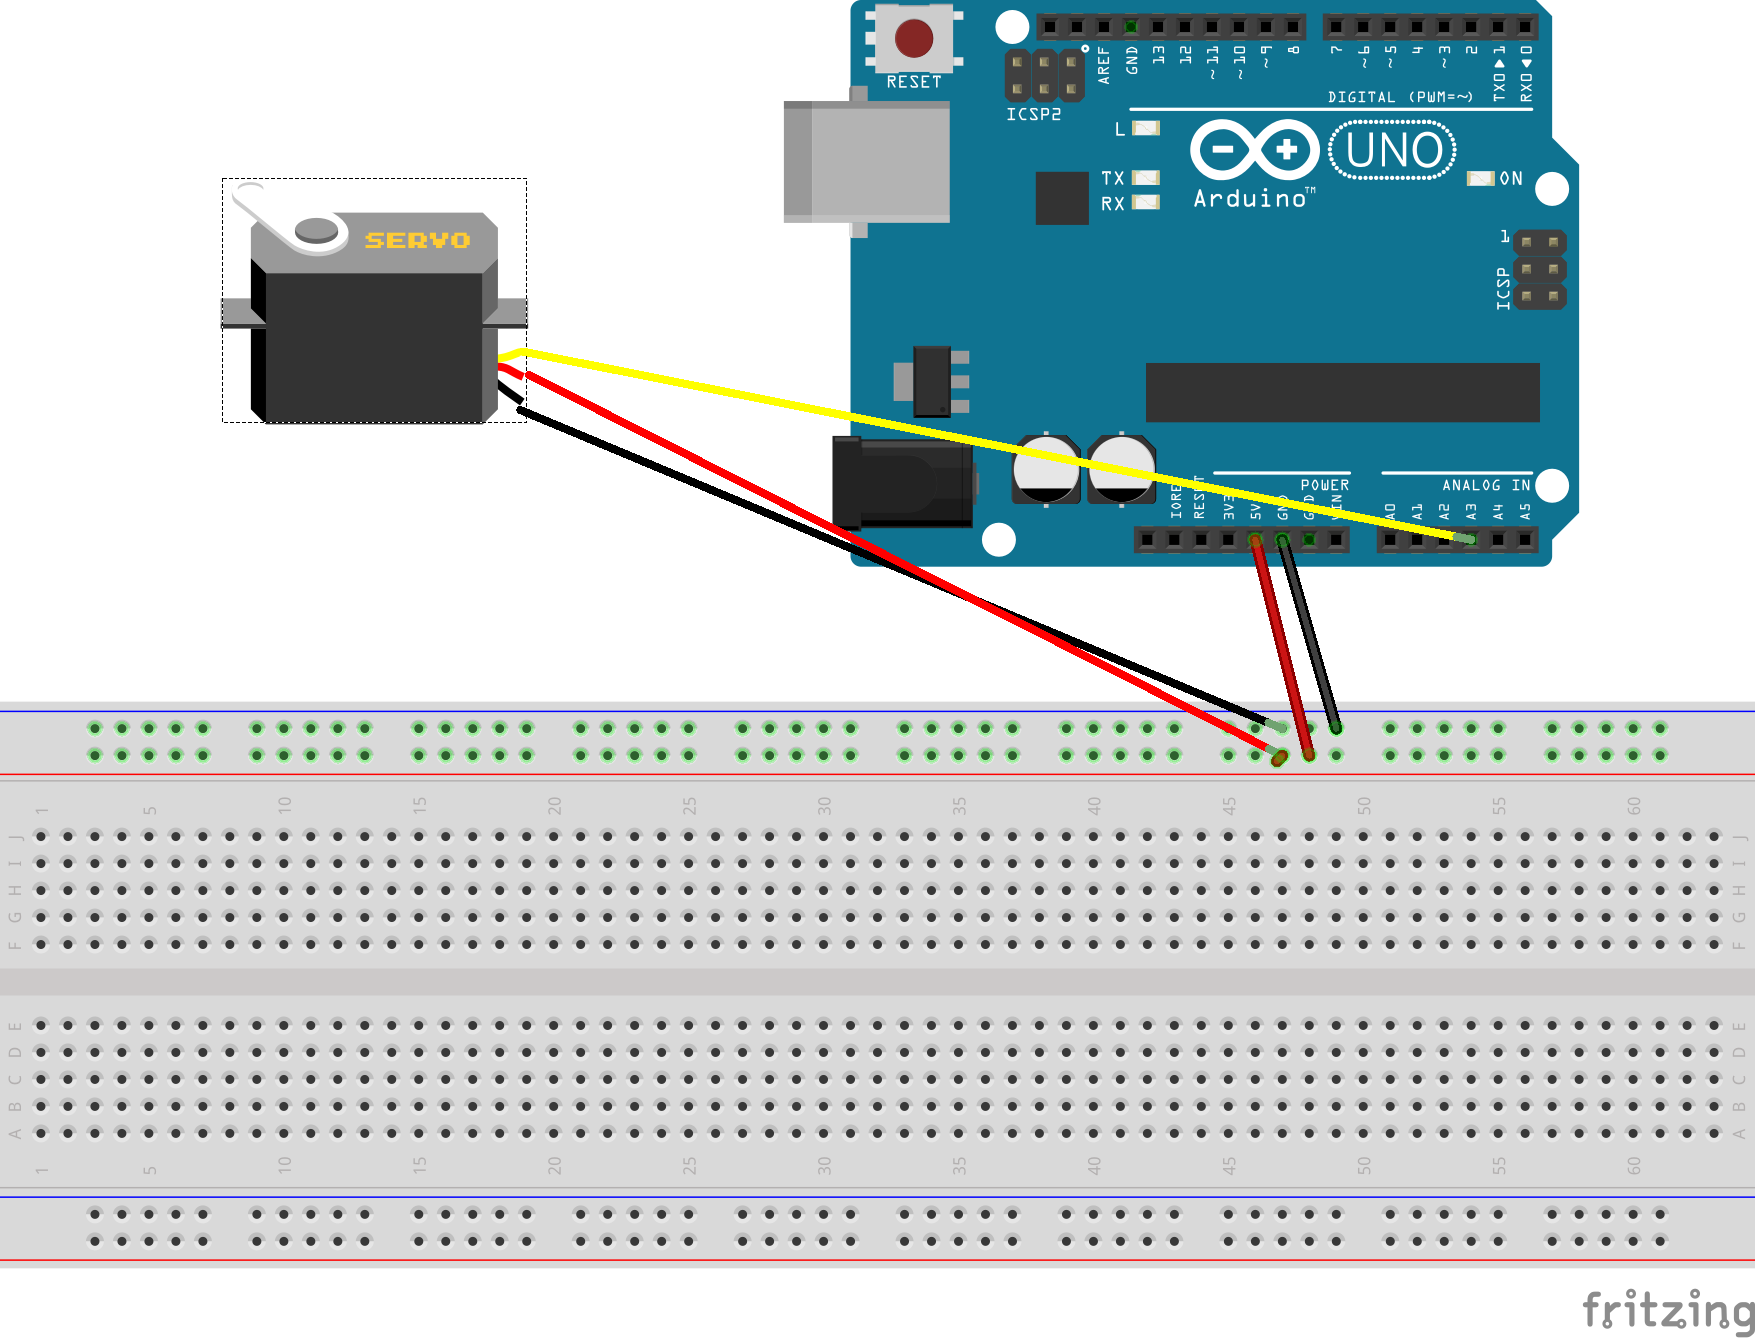 RESET
ICSP2
AREF
GND
13
12
~11
~10
~9
8
7
~6
~5
4
~3
2
TX0▶1
RX0◀0
DIGITAL (PWM=~)
L
TX
RX
Arduino™
UNO
ON
1
ICSP
SERVO
POWER
ANALOG IN
RESET
3V3
5V
GND
A0
A1
A2
A3
A4
A5
1 5 10 15 20 25 30 35 40 45 50 55 60
J J
I I
H H
G G
F F
E E
D D
C C
B B
A A
1 5 10 15 20 25 30 35 40 45 50 55 60
fritzing